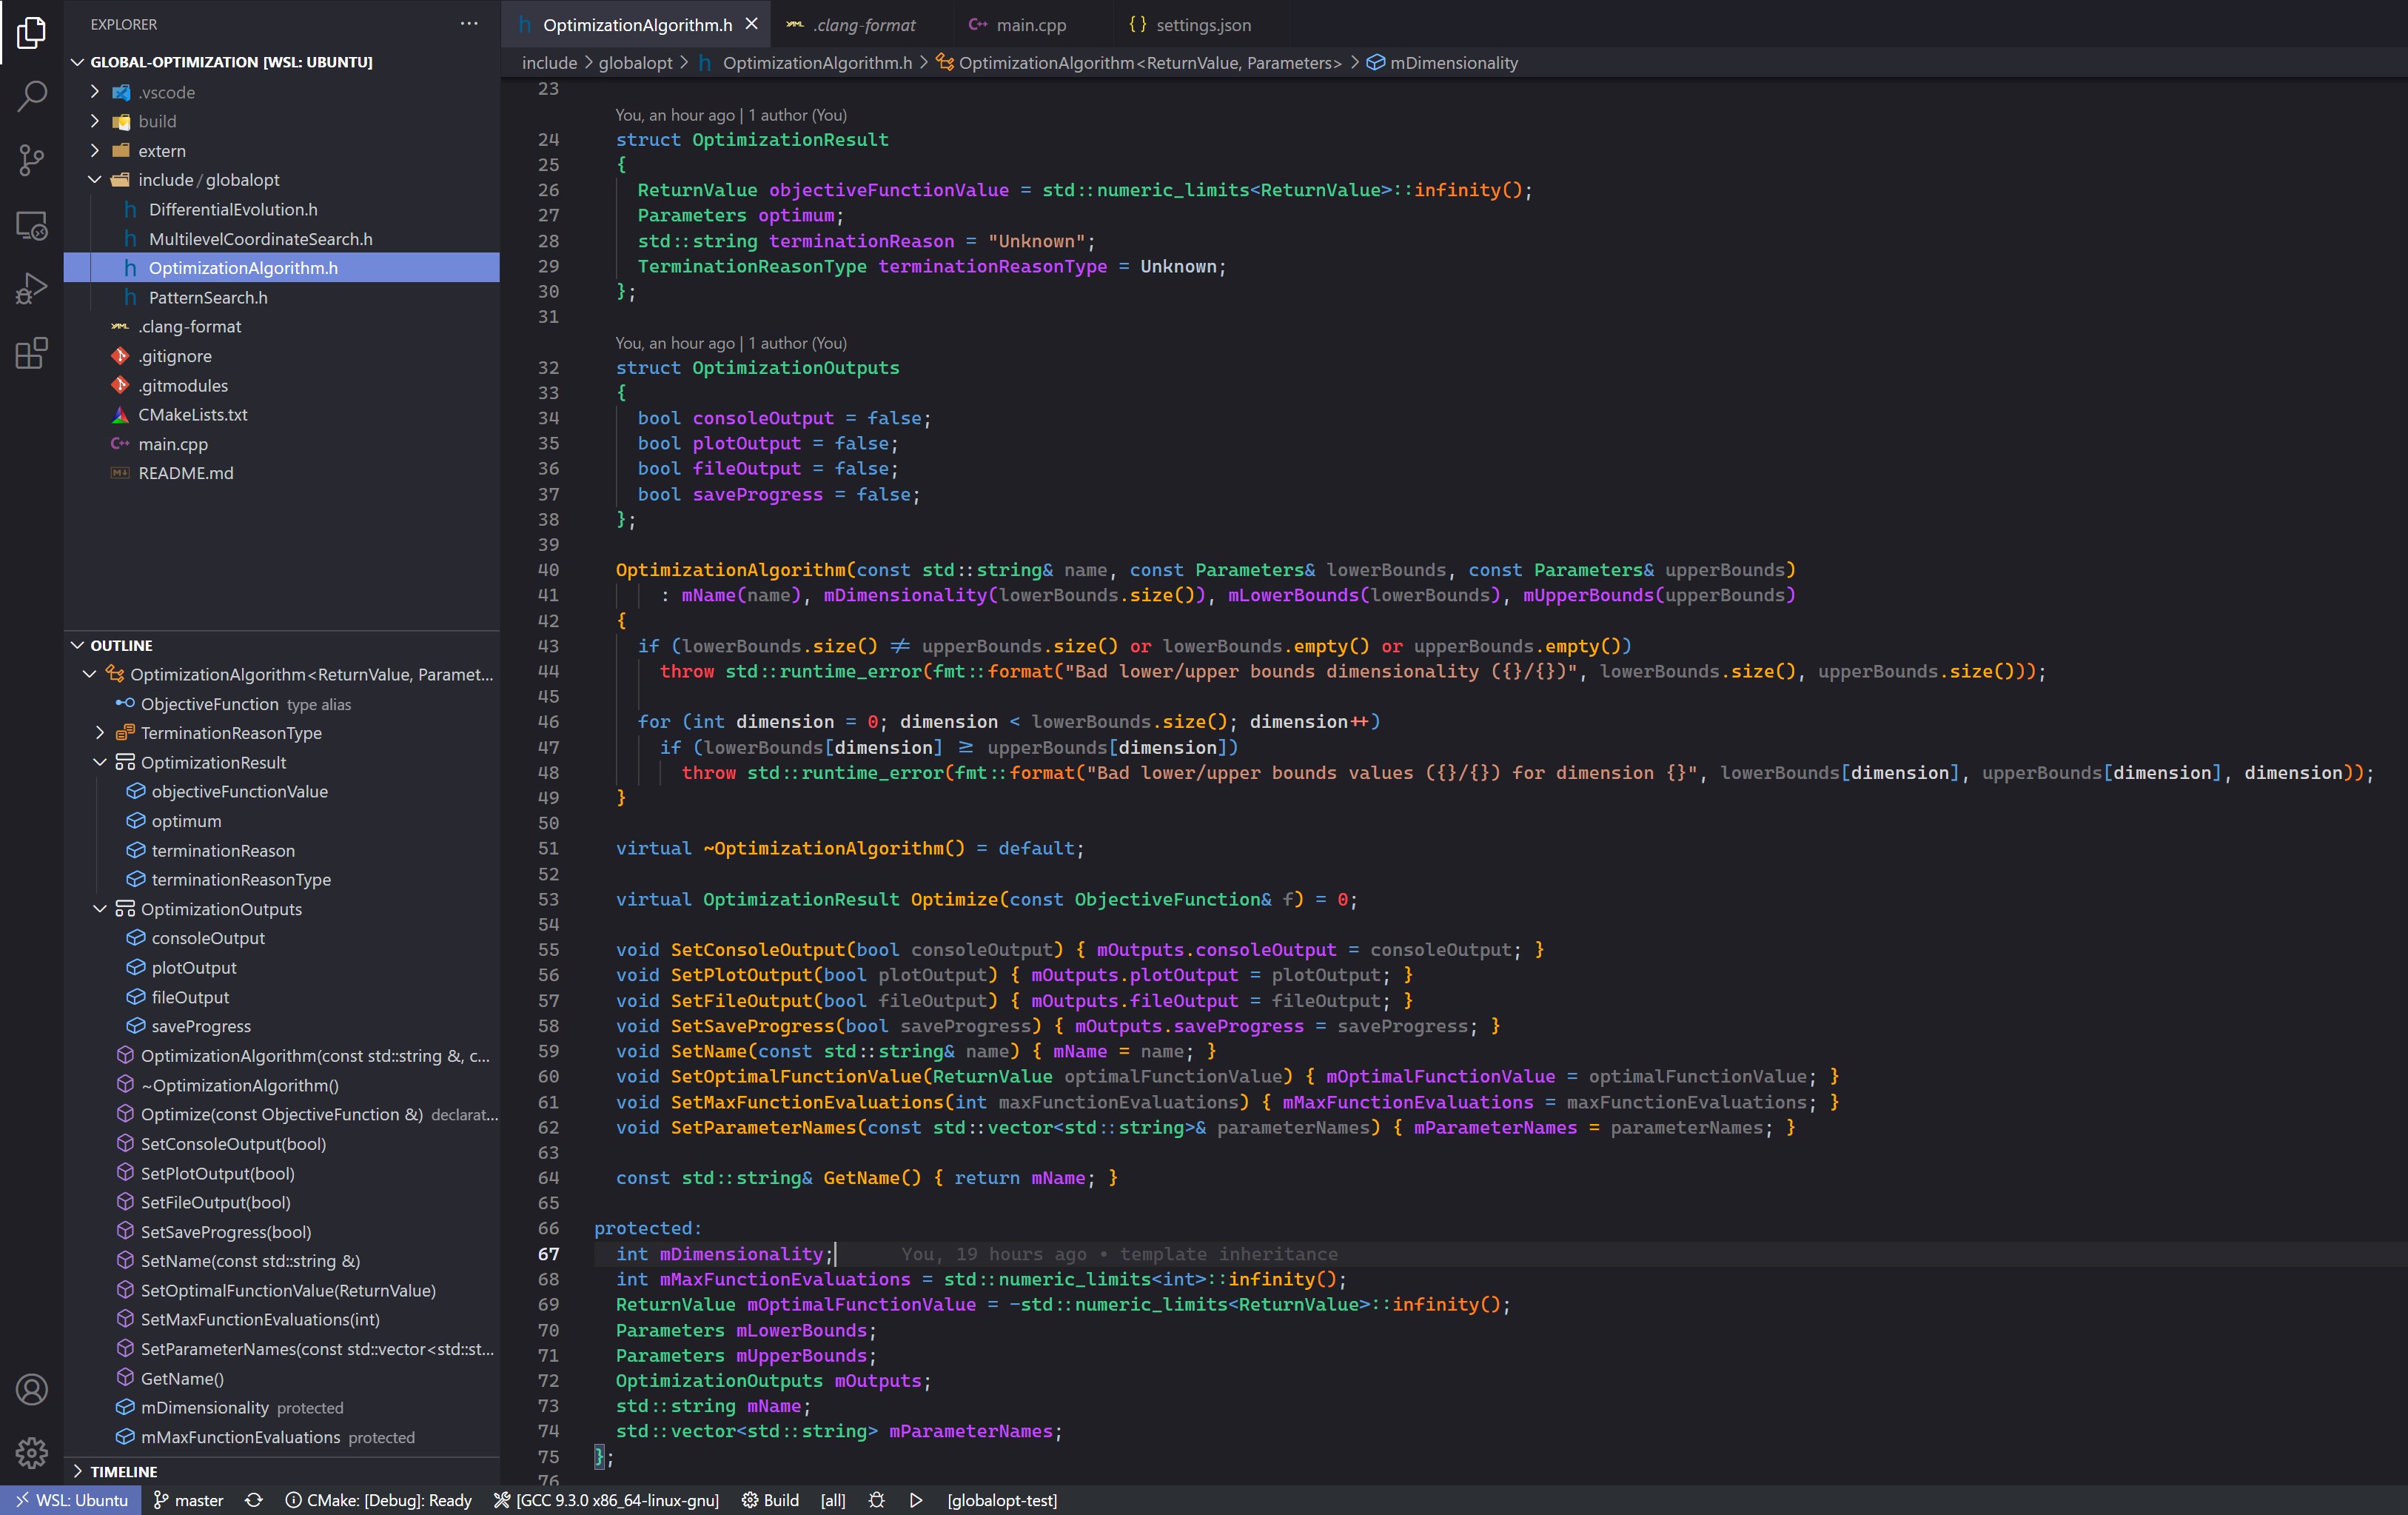 EXPLORER
GLOBAL-OPTIMIZATION [WSL: UBUNTU]
.vscode
build
extern
include / globalopt
h DifferentialEvolution.h
h MultilevelCoordinateSearch.h
h OptimizationAlgorithm.h
h PatternSearch.h
YAML .clang-format
.gitignore
.gitmodules
CMakeLists.txt
C++ main.cpp
M README.md
OUTLINE
OptimizationAlgorithm<ReturnValue, Paramet...
ObjectiveFunction type alias
TerminationReasonType
OptimizationResult
objectiveFunctionValue
optimum
terminationReason
terminationReasonType
OptimizationOutputs
consoleOutput
plotOutput
fileOutput
saveProgress
OptimizationAlgorithm(const std::string &, c...
~OptimizationAlgorithm()
Optimize(const ObjectiveFunction &) declarat...
SetConsoleOutput(bool)
SetPlotOutput(bool)
SetFileOutput(bool)
SetSaveProgress(bool)
SetName(const std::string &)
SetOptimalFunctionValue(ReturnValue)
SetMaxFunctionEvaluations(int)
SetParameterNames(const std::vector<std::st...
GetName()
mDimensionality protected
mMaxFunctionEvaluations protected
TIMELINE
h OptimizationAlgorithm.h YAML .clang-format C++ main.cpp {} settings.json
include > globalopt > h OptimizationAlgorithm.h > OptimizationAlgorithm<ReturnValue, Parameters> > mDimensionality
23
You, an hour ago | 1 author (You)
24 struct OptimizationResult
25 {
26 ReturnValue objectiveFunctionValue = std::numeric_limits<ReturnValue>::infinity();
27 Parameters optimum;
28 std::string terminationReason = "Unknown";
29 TerminationReasonType terminationReasonType = Unknown;
30 };
31
You, an hour ago | 1 author (You)
32 struct OptimizationOutputs
33 {
34 bool consoleOutput = false;
35 bool plotOutput = false;
36 bool fileOutput = false;
37 bool saveProgress = false;
38 };
39
40 OptimizationAlgorithm(const std::string& name, const Parameters& lowerBounds, const Parameters& upperBounds)
41 : mName(name), mDimensionality(lowerBounds.size()), mLowerBounds(lowerBounds), mUpperBounds(upperBounds)
42 {
43 if (lowerBounds.size() ≠ upperBounds.size() or lowerBounds.empty() or upperBounds.empty())
44 throw std::runtime_error(fmt::format("Bad lower/upper bounds dimensionality ({}/{})", lowerBounds.size(), upperBounds.size()));
45
46 for (int dimension = 0; dimension < lowerBounds.size(); dimension++)
47 if (lowerBounds[dimension] ≥ upperBounds[dimension])
48 throw std::runtime_error(fmt::format("Bad lower/upper bounds values ({}/{}) for dimension {}", lowerBounds[dimension], upperBounds[dimension], dimension));
49 }
50
51 virtual ~OptimizationAlgorithm() = default;
52
53 virtual OptimizationResult Optimize(const ObjectiveFunction& f) = 0;
54
55 void SetConsoleOutput(bool consoleOutput) { mOutputs.consoleOutput = consoleOutput; }
56 void SetPlotOutput(bool plotOutput) { mOutputs.plotOutput = plotOutput; }
57 void SetFileOutput(bool fileOutput) { mOutputs.fileOutput = fileOutput; }
58 void SetSaveProgress(bool saveProgress) { mOutputs.saveProgress = saveProgress; }
59 void SetName(const std::string& name) { mName = name; }
60 void SetOptimalFunctionValue(ReturnValue optimalFunctionValue) { mOptimalFunctionValue = optimalFunctionValue; }
61 void SetMaxFunctionEvaluations(int maxFunctionEvaluations) { mMaxFunctionEvaluations = maxFunctionEvaluations; }
62 void SetParameterNames(const std::vector<std::string>& parameterNames) { mParameterNames = parameterNames; }
63
64 const std::string& GetName() { return mName; }
65
66 protected:
67 int mDimensionality; You, 19 hours ago • template inheritance
68 int mMaxFunctionEvaluations = std::numeric_limits<int>::infinity();
69 ReturnValue mOptimalFunctionValue = -std::numeric_limits<ReturnValue>::infinity();
70 Parameters mLowerBounds;
71 Parameters mUpperBounds;
72 OptimizationOutputs mOutputs;
73 std::string mName;
74 std::vector<std::string> mParameterNames;
75 };
76
WSL: Ubuntu master CMake: [Debug]: Ready [GCC 9.3.0 x86_64-linux-gnu] Build [all] [globalopt-test]